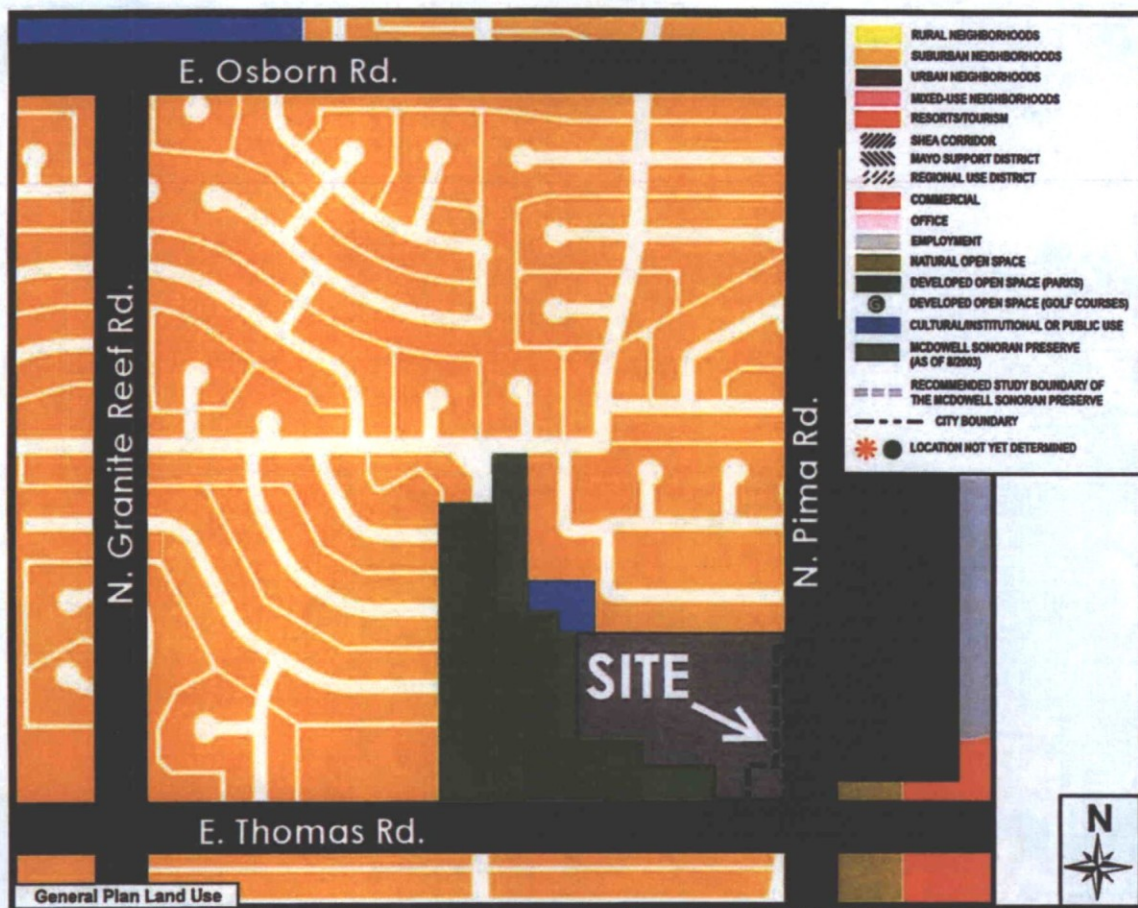 E. Osborn Rd.
N. Granite Reef Rd.
N. Pima Rd.
SITE
E. Thomas Rd.
General Plan Land Use
RURAL NEIGHBORHOODS
SUBURBAN NEIGHBORHOODS
URBAN NEIGHBORHOODS
MIXED-USE NEIGHBORHOODS
RESORTS/TOURISM
SHEA CORRIDOR
MAYO SUPPORT DISTRICT
REGIONAL USE DISTRICT
COMMERCIAL
OFFICE
EMPLOYMENT
NATURAL OPEN SPACE
DEVELOPED OPEN SPACE (PARKS)
G DEVELOPED OPEN SPACE (GOLF COURSES)
CULTURAL/INSTITUTIONAL OR PUBLIC USE
MCDOWELL SONORAN PRESERVE
(AS OF 8/2003)
RECOMMENDED STUDY BOUNDARY OF
THE MCDOWELL SONORAN PRESERVE
CITY BOUNDARY
LOCATION NOT YET DETERMINED
N